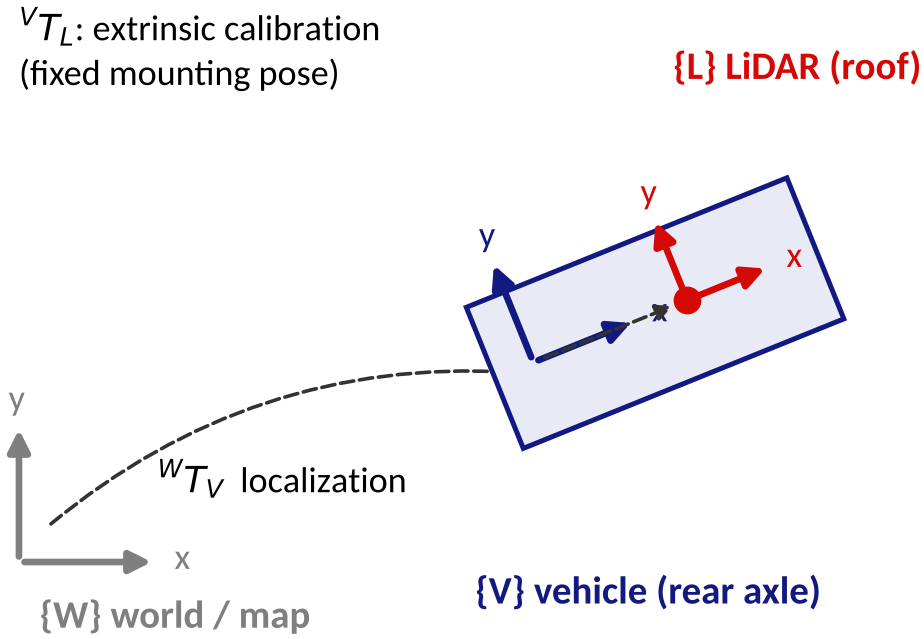 ⱽT_L: extrinsic calibration
(fixed mounting pose)
{L} LiDAR (roof)
y
y
x
x
y
ᵂT_V localization
x
{V} vehicle (rear axle)
{W} world / map